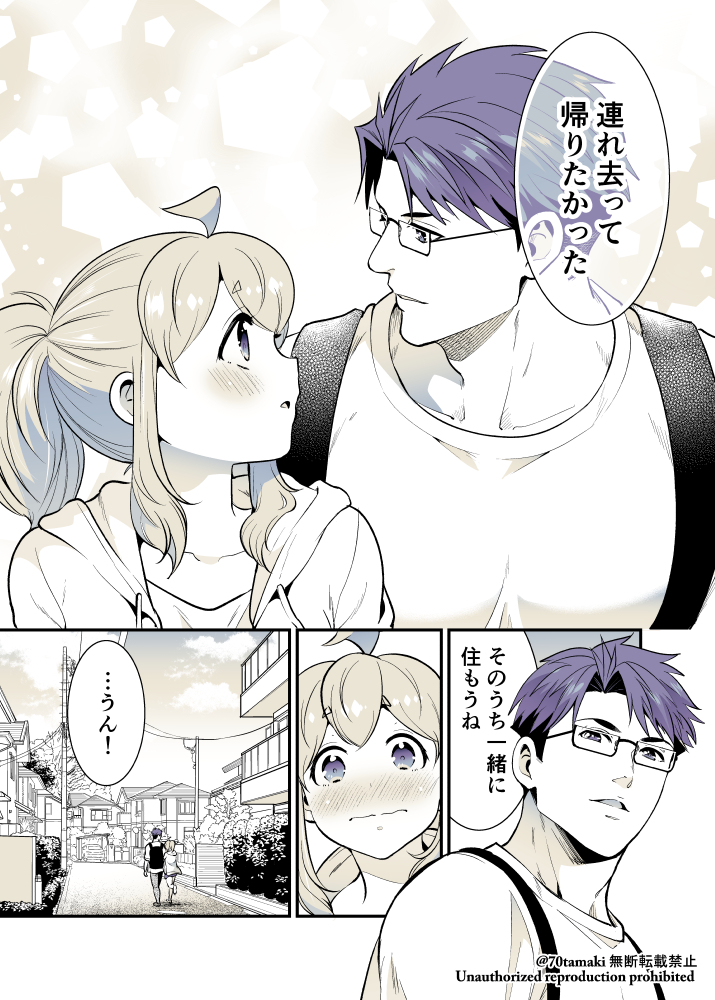 連れ去って
帰りたかった
そのうち一緒に
住もうね
…うん！
@70tamaki 無断転載禁止
Unauthorized reproduction prohibited